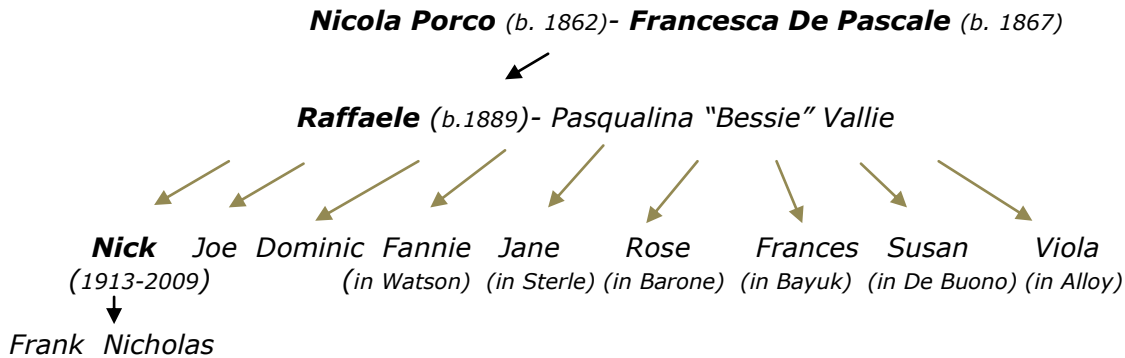 Nicola Porco (b. 1862)- Francesca De Pascale (b. 1867)
Raffaele (b.1889)- Pasqualina “Bessie” Vallie
Nick Joe Dominic Fannie Jane Rose Frances Susan Viola
(1913-2009) (in Watson) (in Sterle) (in Barone) (in Bayuk) (in De Buono) (in Alloy)
Frank Nicholas